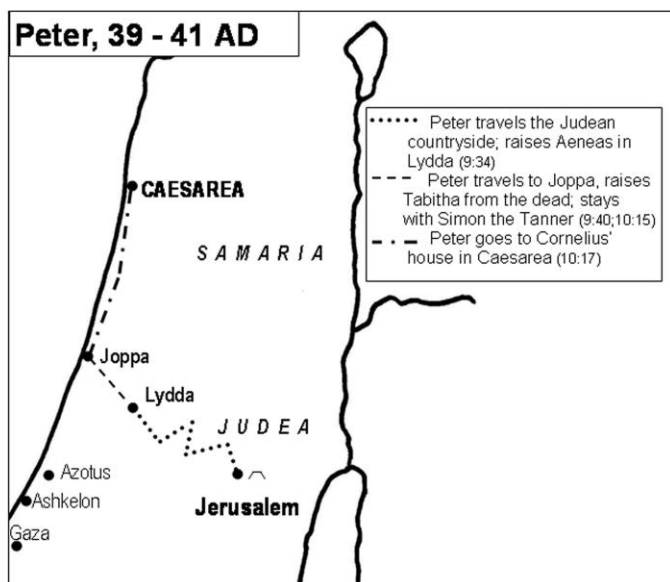 Peter, 39 - 41 AD
Peter travels the Judean
countryside; raises Aeneas in
Lydda (9:34)
Peter travels to Joppa, raises
Tabitha from the dead; stays
with Simon the Tanner (9:40;10:15)
Peter goes to Cornelius'
house in Caesarea (10:17)
CAESAREA
SAMARIA
Joppa
Lydda
JUDEA
Azotus
Ashkelon
Jerusalem
Gaza